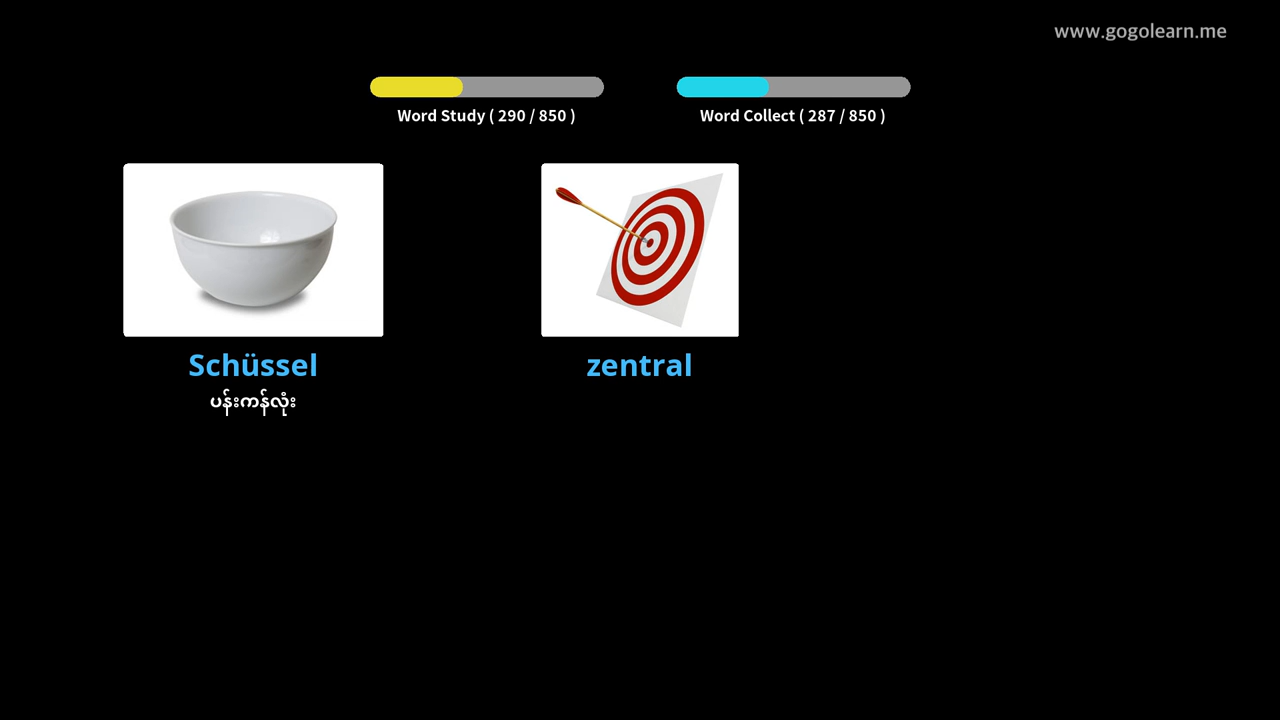 www.gogolearn.me
Word Study ( 290 / 850 )
Word Collect ( 287 / 850 )
Schüssel
zentral
ပန်းကန်လုံး